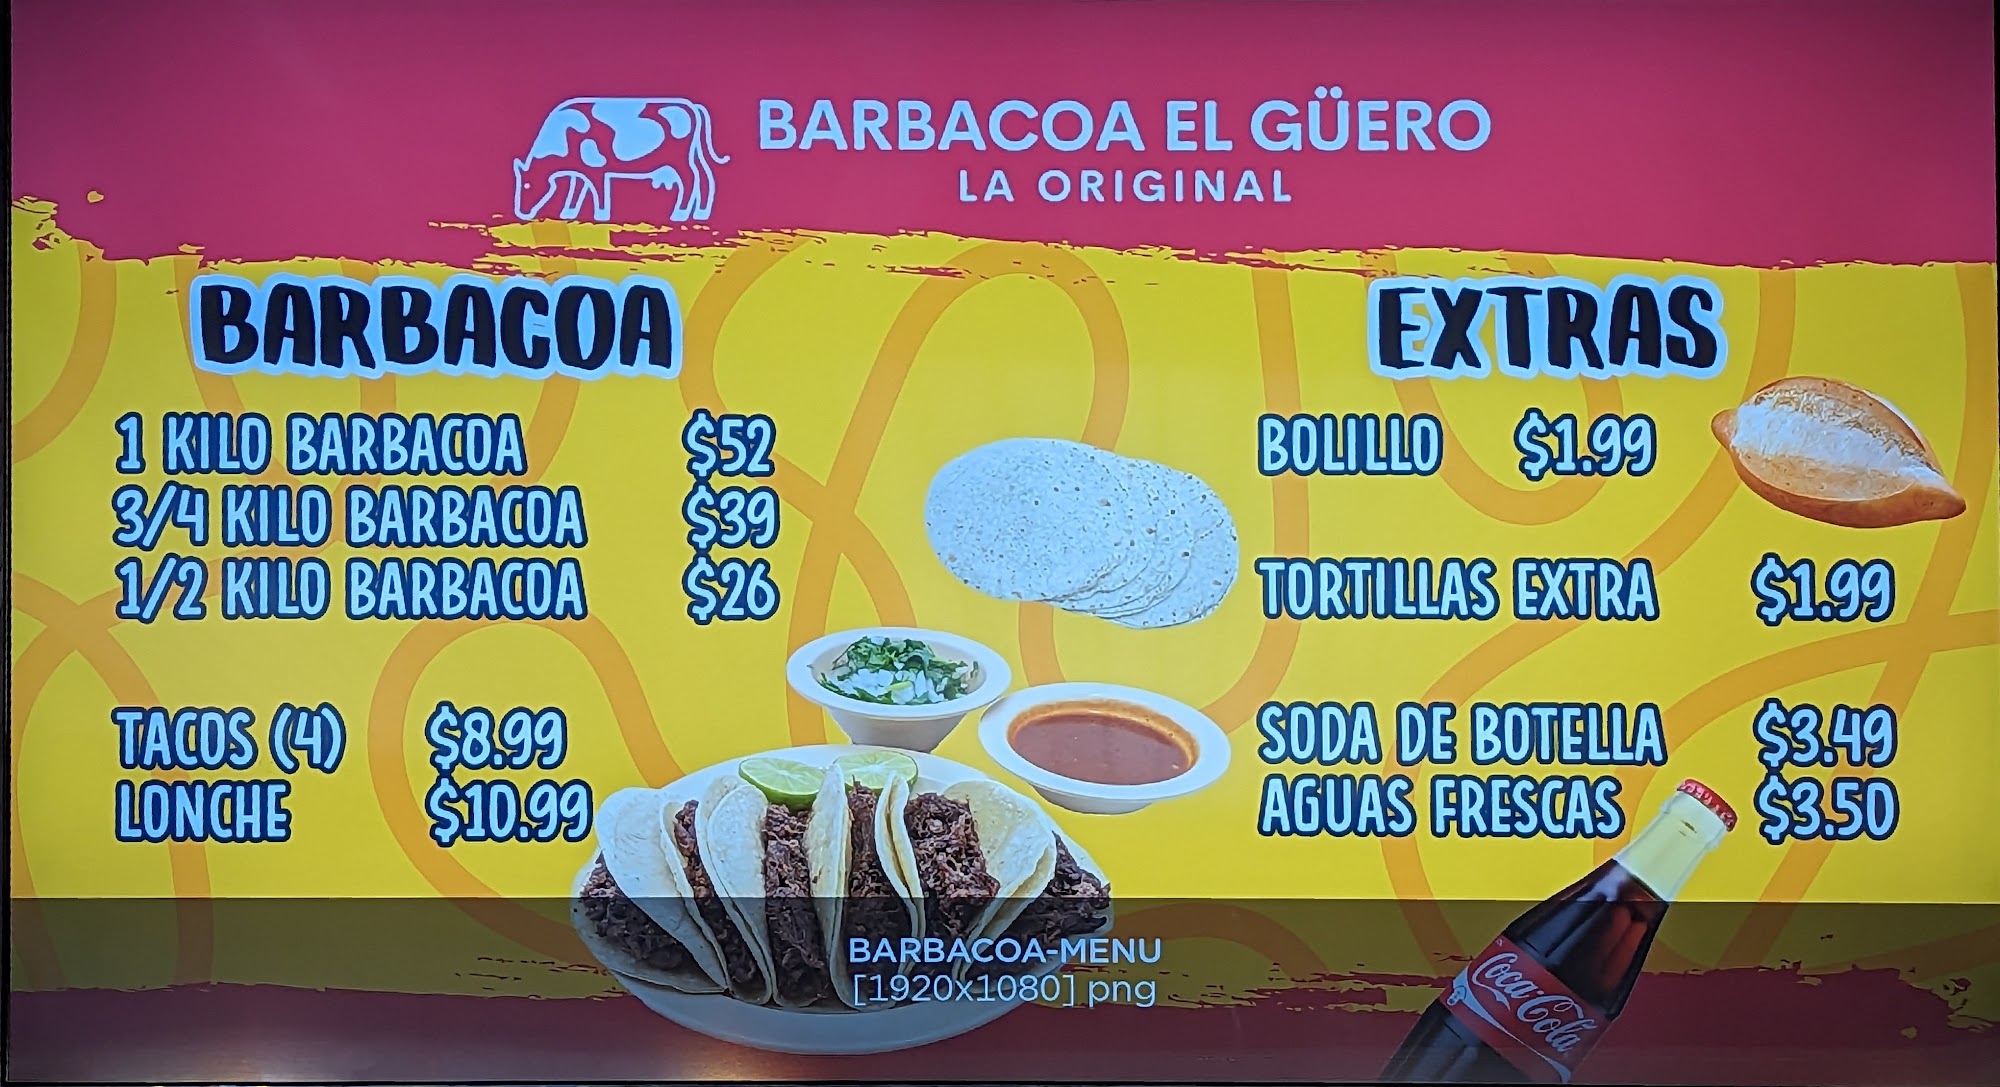 BARBACOA EL GÜERO
LA ORIGINAL
BARBACOA
1 KILO BARBACOA $52
3/4 KILO BARBACOA $39
1/2 KILO BARBACOA $26
TACOS (4) $8.99
LONCHE $10.99
EXTRAS
BOLILLO $1.99
TORTILLAS EXTRA $1.99
SODA DE BOTELLA $3.49
AGUAS FRESCAS $3.50
Coca-Cola
BARBACOA-MENU
[1920x1080] png